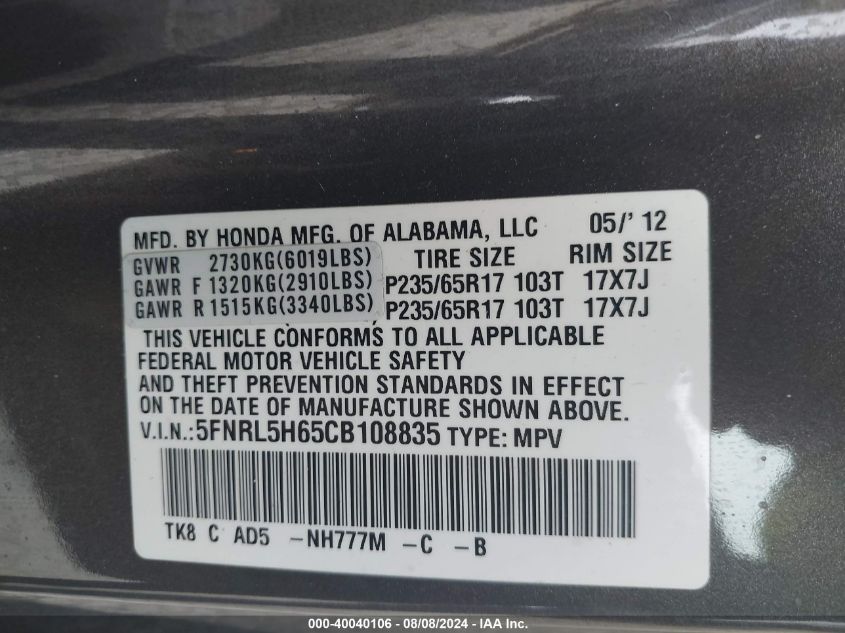 MFD. BY HONDA MFG. OF ALABAMA, LLC 05/' 12
GVWR 2730KG(6019LBS) TIRE SIZE RIM SIZE
GAWR F 1320KG(2910LBS) P235/65R17 103T 17X7J
GAWR R 1515KG(3340LBS) P235/65R17 103T 17X7J
THIS VEHICLE CONFORMS TO ALL APPLICABLE
FEDERAL MOTOR VEHICLE SAFETY
AND THEFT PREVENTION STANDARDS IN EFFECT
ON THE DATE OF MANUFACTURE SHOWN ABOVE.
V.I.N.:5FNRL5H65CB108835 TYPE: MPV
TK8 C AD5 -NH777M -C -B
000-40040106 - 08/08/2024 - IAA Inc.